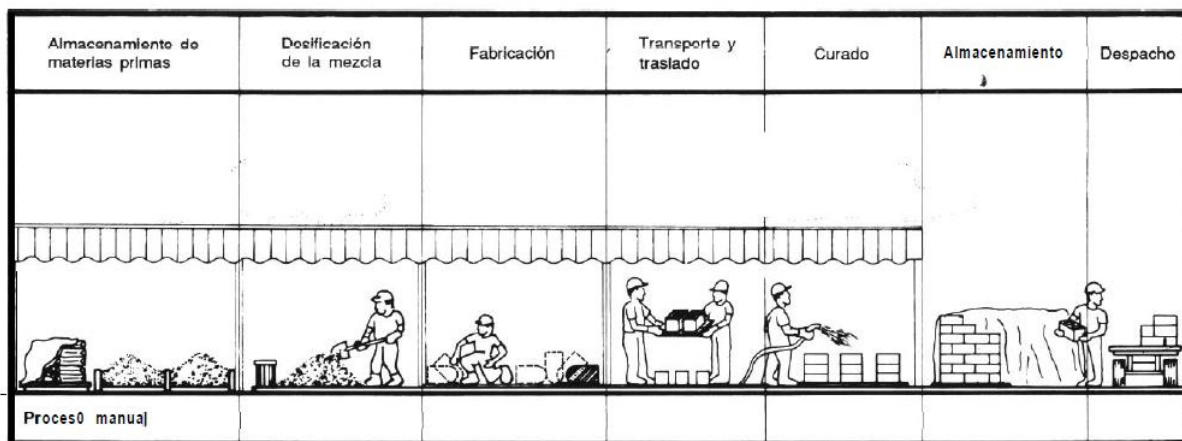 Almacenamiento de
materias primas
Dosificación
de la mezcla
Fabricación
Transporte y
traslado
Curado
Almacenamiento
Despacho
Proces0 manual